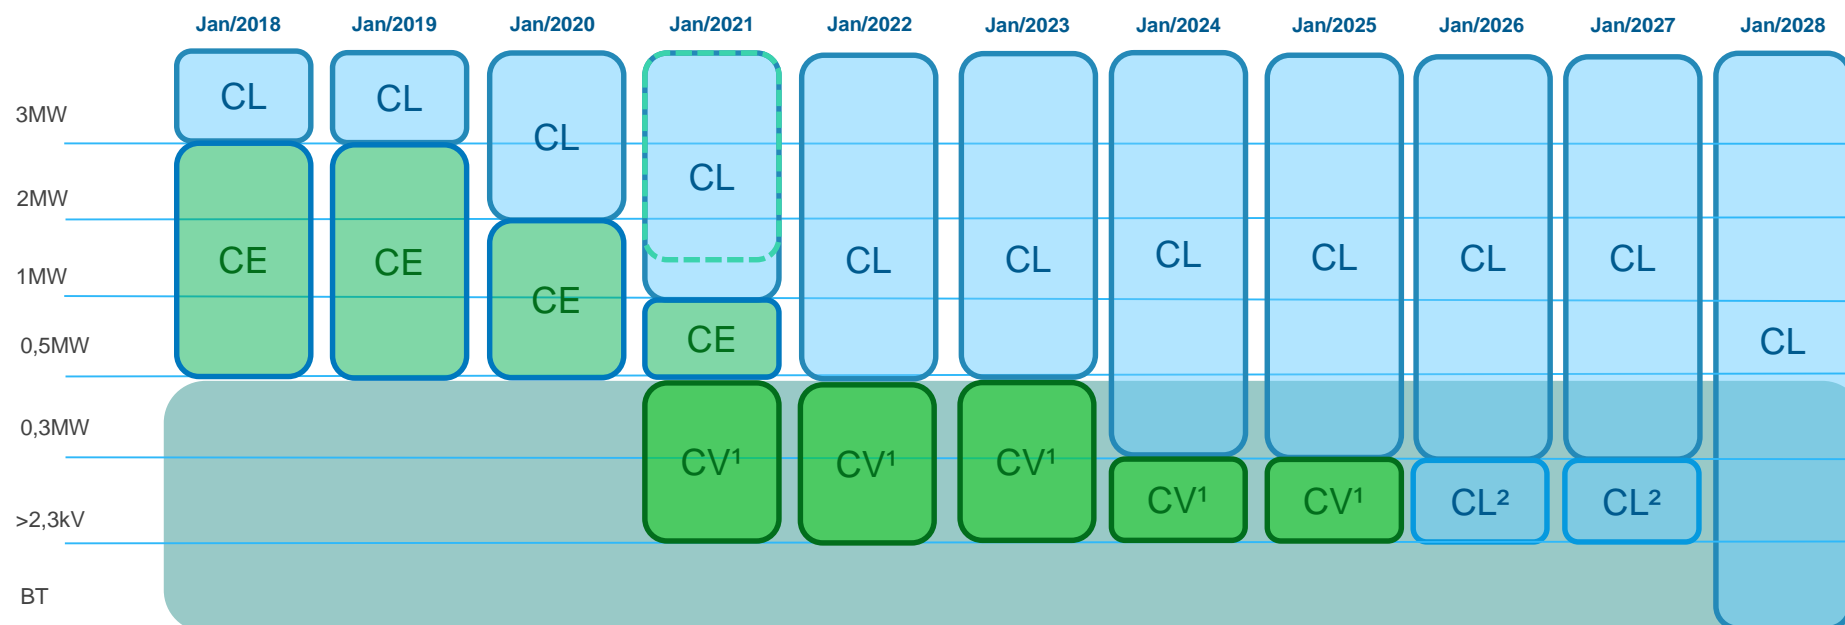 Jan/2018 Jan/2019 Jan/2020 Jan/2021 Jan/2022 Jan/2023 Jan/2024 Jan/2025 Jan/2026 Jan/2027 Jan/2028
CL CL
3MW
CL
CL
2MW
CL CL CL CL
CE CE CL CL
1MW
CE
CE CL
0,5MW
0,3MW
CV¹ CV¹ CV¹
CV¹ CV¹ CL² CL²
>2,3kV
BT